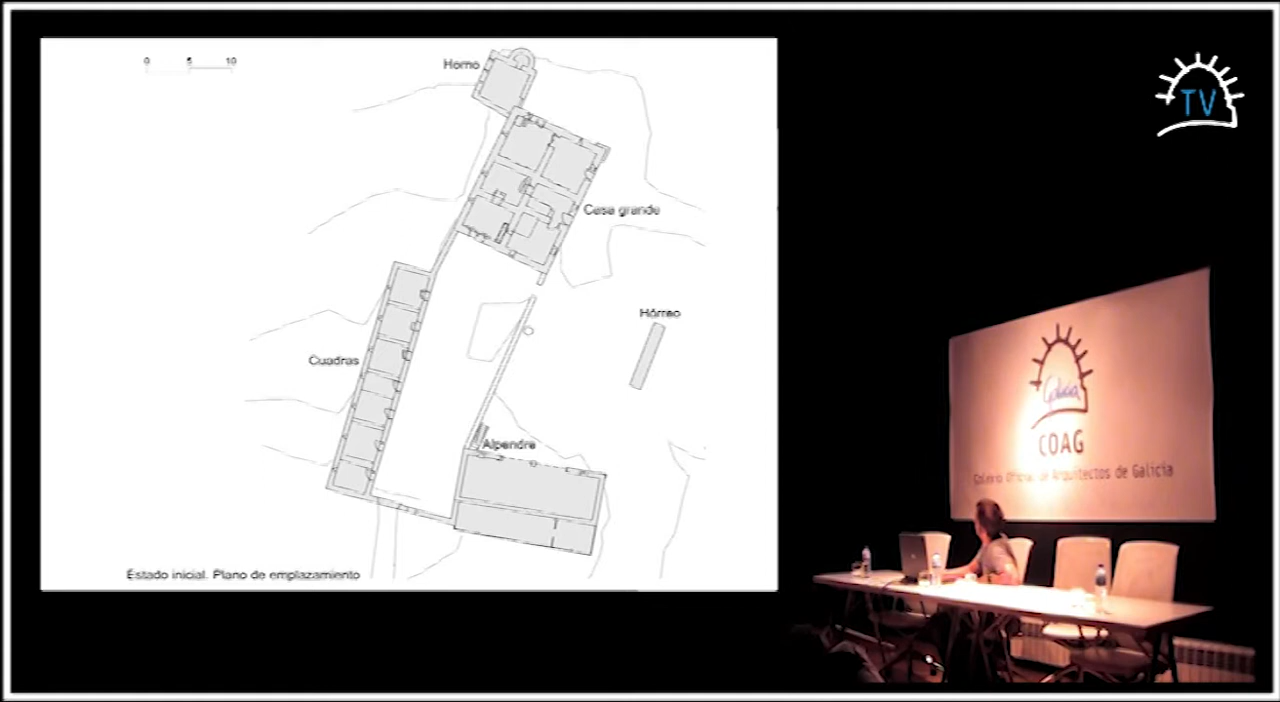 0 5 10
Horno
Casa grande
Hórreo
Cuadras
Alpendre
Estado inicial. Plano de emplazamiento
TV
Galicia
COAG
Colexio Oficial de Arquitectos de Galicia